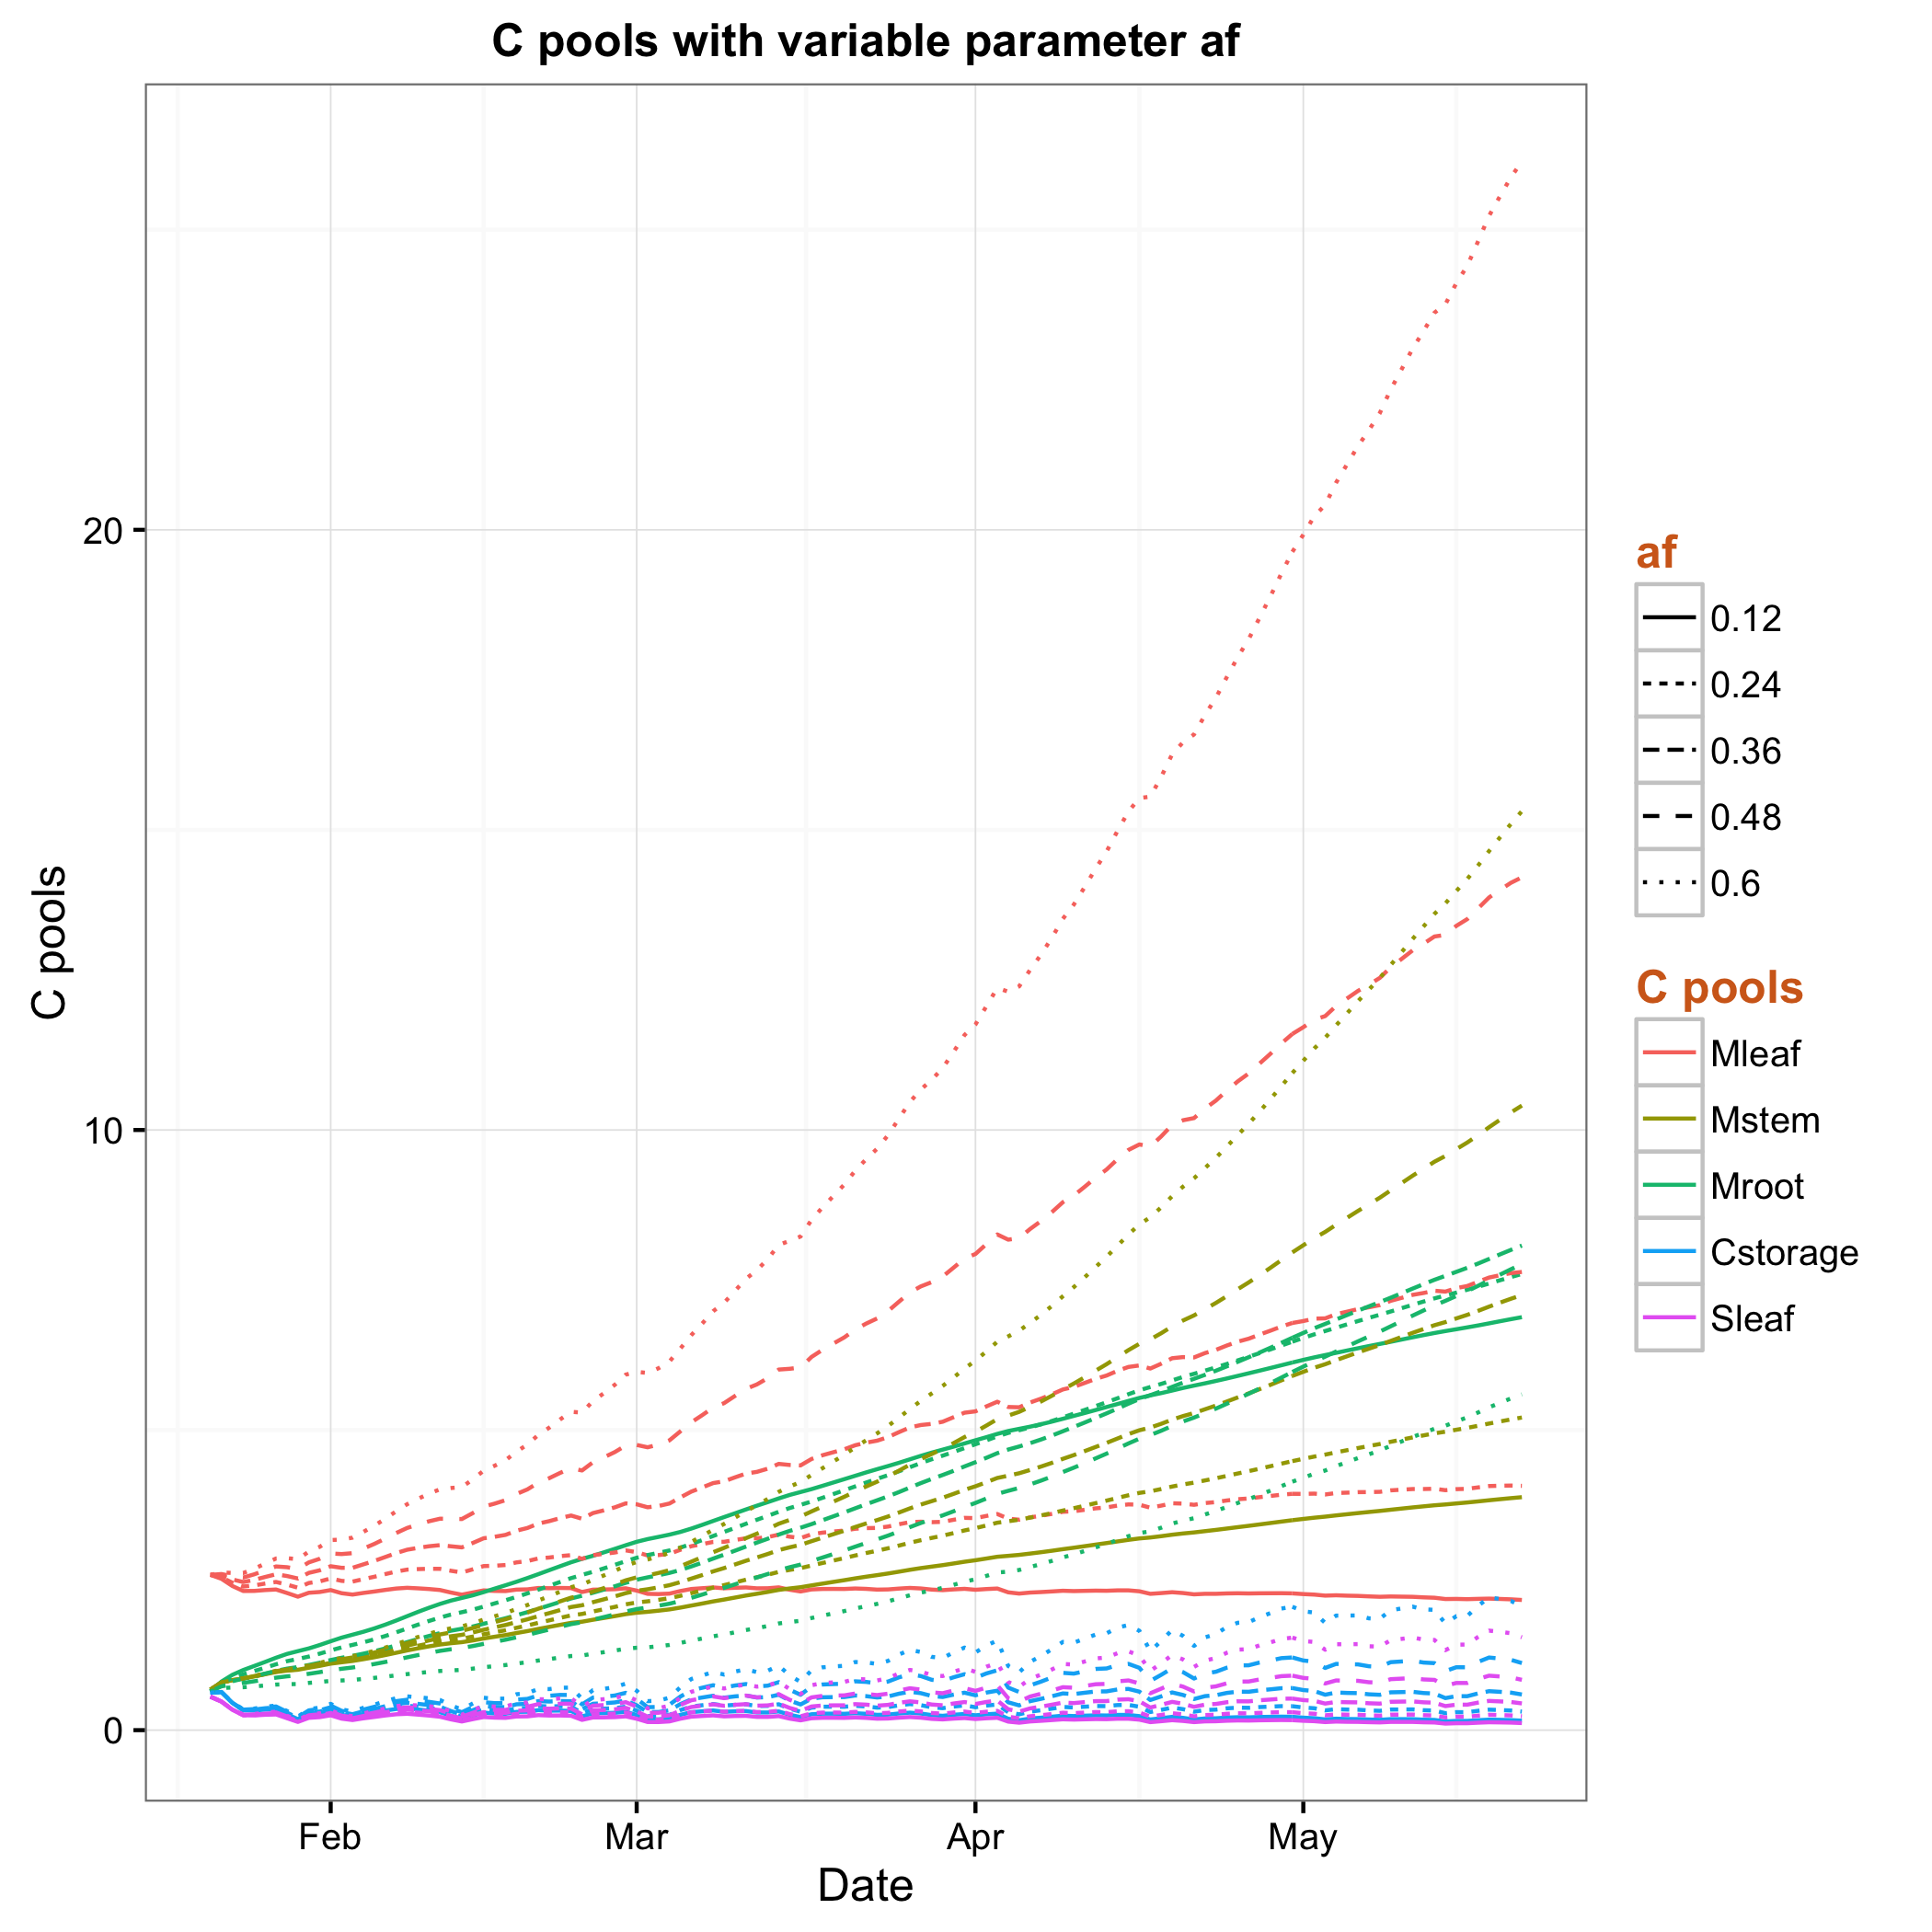 C pools with variable parameter af
C pools
20
10
0
Feb
Mar
Apr
May
Date
af
0.12
0.24
0.36
0.48
0.6
C pools
Mleaf
Mstem
Mroot
Cstorage
Sleaf